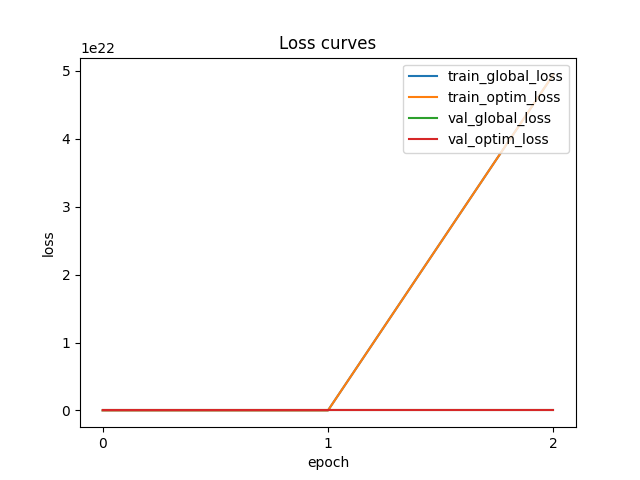 Loss curves
1e22
5
4
3
2
1
0
loss
0 1 2
epoch
train_global_loss
train_optim_loss
val_global_loss
val_optim_loss